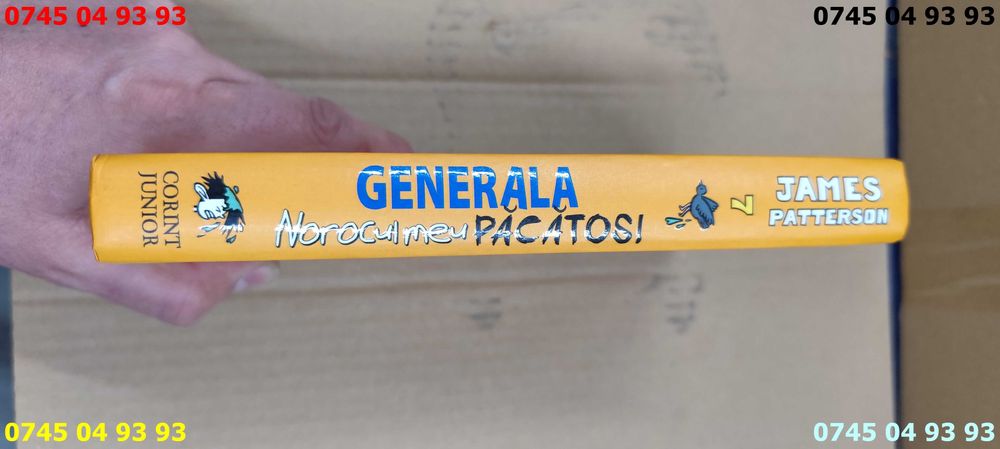 0745 04 93 93
0745 04 93 93
CORINT
JUNIOR
GENERALA
Norocul meu PĂCĂTOS!
7
JAMES
PATTERSON
0745 04 93 93
0745 04 93 93